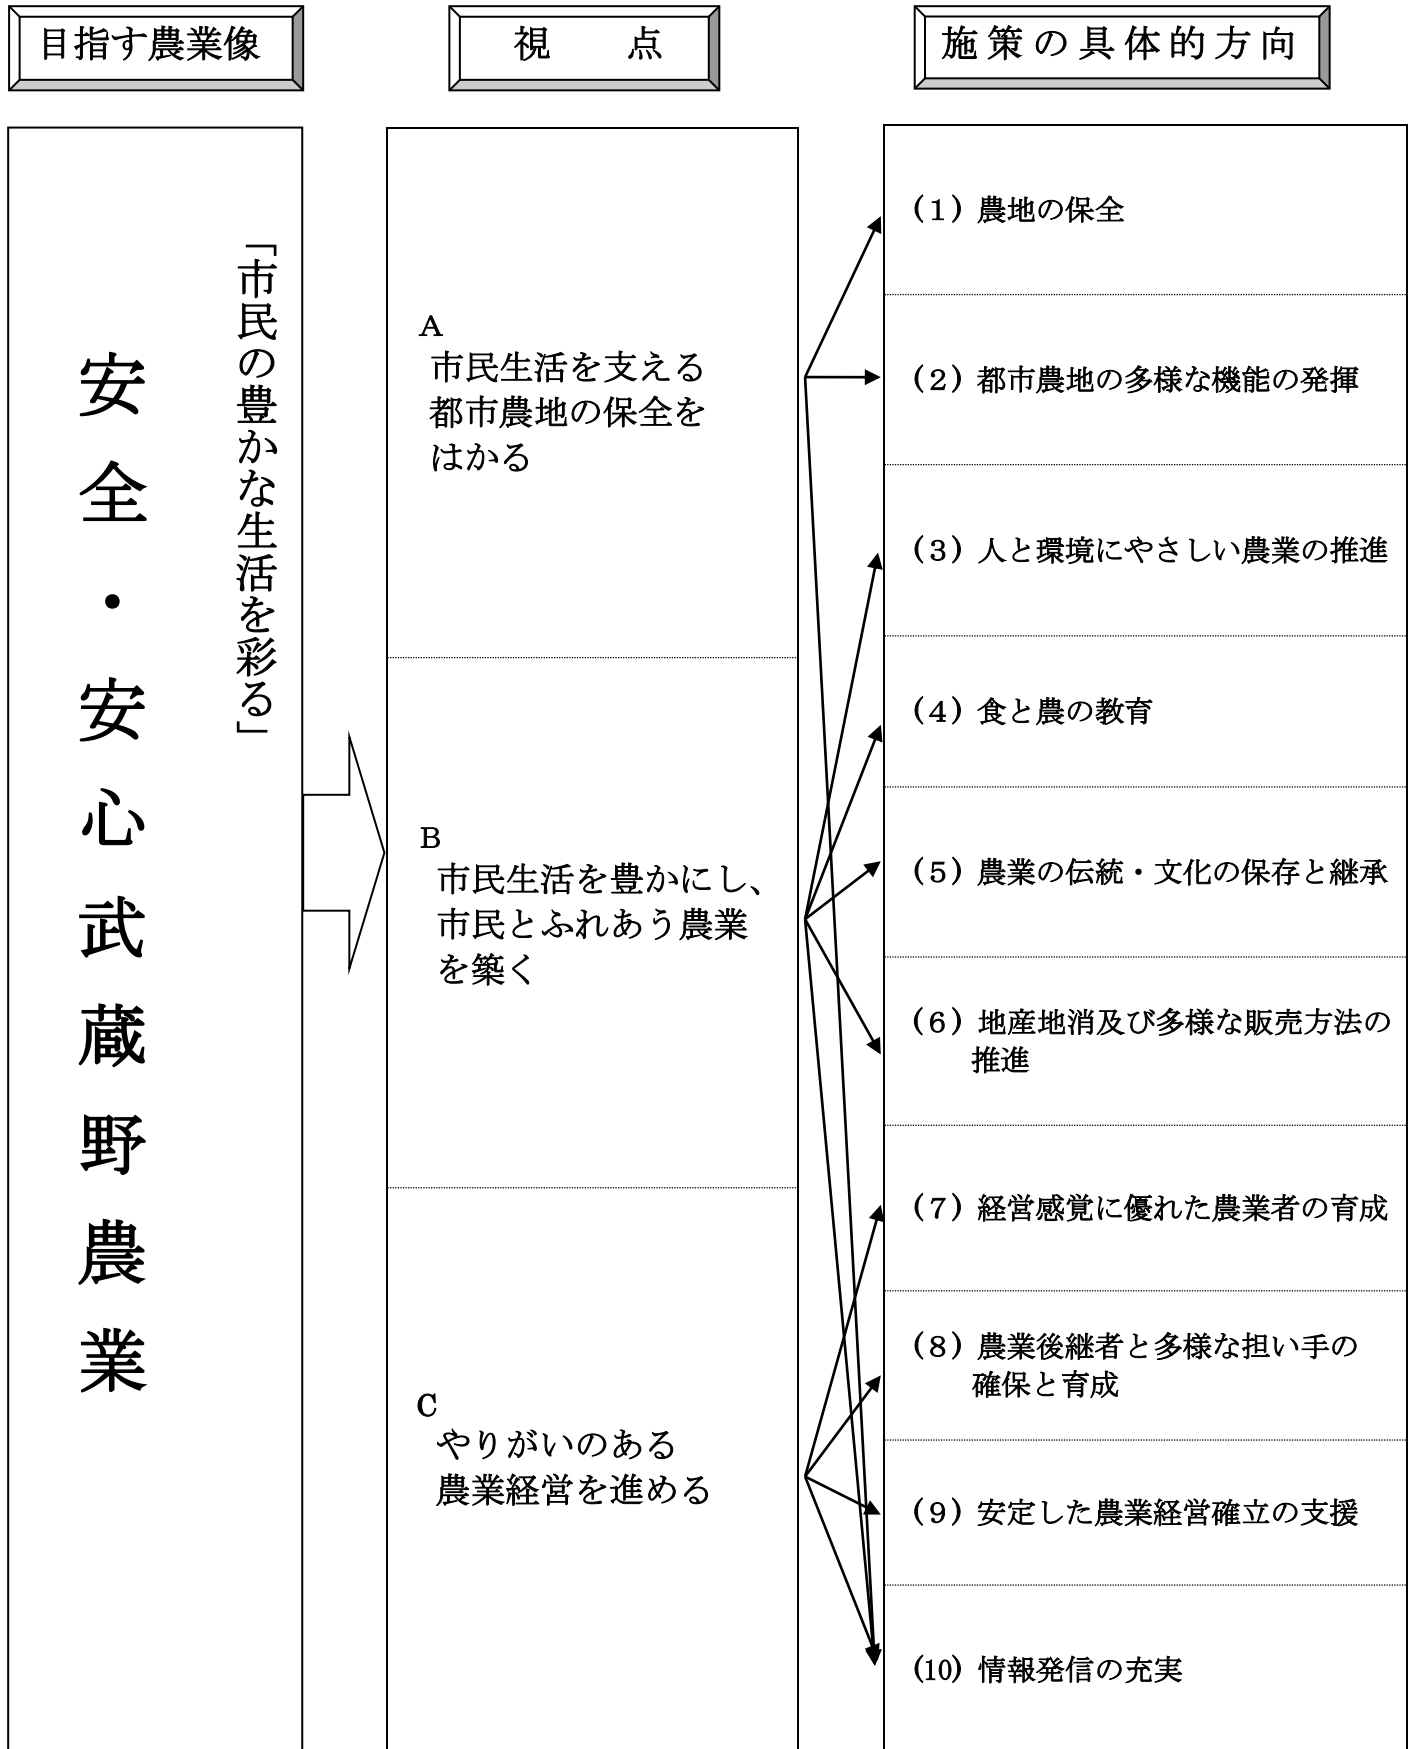 目指す農業像
視　　点
施策の具体的方向
「市民の豊かな生活を彩る」
安全・安心武蔵野農業
A
市民生活を支える
都市農地の保全を
はかる
B
市民生活を豊かにし、
市民とふれあう農業
を築く
C
やりがいのある
農業経営を進める
(1) 農地の保全
(2) 都市農地の多様な機能の発揮
(3) 人と環境にやさしい農業の推進
(4) 食と農の教育
(5) 農業の伝統・文化の保存と継承
(6) 地産地消及び多様な販売方法の
推進
(7) 経営感覚に優れた農業者の育成
(8) 農業後継者と多様な担い手の
確保と育成
(9) 安定した農業経営確立の支援
(10) 情報発信の充実